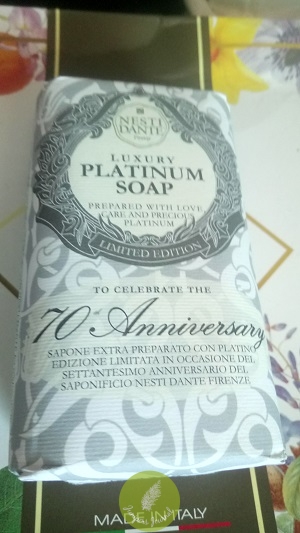 NESTI
DANTE
LUXURY
PLATINUM
SOAP
PREPARED WITH LOVE
CARE AND PRECIOUS
PLATINUM
LIMITED EDITION
TO CELEBRATE THE
70 Anniversary
SAPONE EXTRA PREPARATO CON PLATINO
EDIZIONE LIMITATA IN OCCASIONE DEL
SETTANTESIMO ANNIVERSARIO DEL
SAPONIFICIO NESTI DANTE FIRENZE
MADE IN ITALY